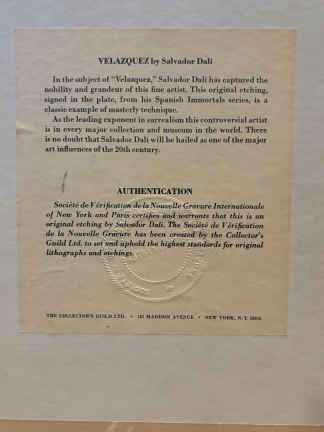 VELAZQUEZ by Salvador Dali
In the subject of "Velazquez," Salvador Dali has captured the
nobility and grandeur of this fine artist. This original etching,
signed in the plate, from his Spanish Immortals series, is a
classic example of masterly technique.
As the leading exponent in surrealism this controversial artist
is in every major collection and museum in the world. There
is no doubt that Salvador Dali will be hailed as one of the major
art influences of the 20th century.
AUTHENTICATION
Société de Vérification de la Nouvelle Gravure Internationale
of New York and Paris certifies and warrants that this is an
original etching by Salvador Dali. The Société de Vérification
de la Nouvelle Gravure has been created by the Collector's
Guild Ltd. to set and uphold the highest standards for original
lithographs and etchings.
THE COLLECTOR'S GUILD LTD. • MADISON AVENUE • NEW YORK, N.Y.